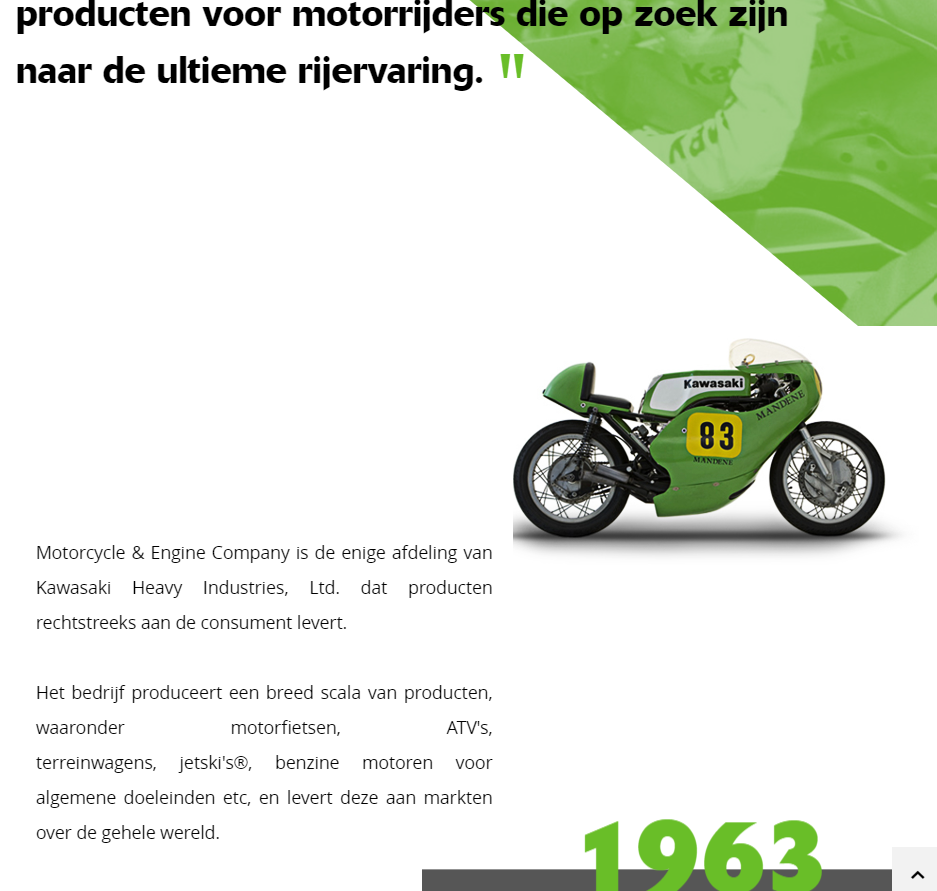 producten voor motorrijders die op zoek zijn
naar de ultieme rijervaring. "
Kawasaki
MANDENE
83
MANDENE
Motorcycle & Engine Company is de enige afdeling van
Kawasaki Heavy Industries, Ltd. dat producten
rechtstreeks aan de consument levert.
Het bedrijf produceert een breed scala van producten,
waaronder motorfietsen, ATV's,
terreinwagens, jetski's®, benzine motoren voor
algemene doeleinden etc, en levert deze aan markten
over de gehele wereld.
1963